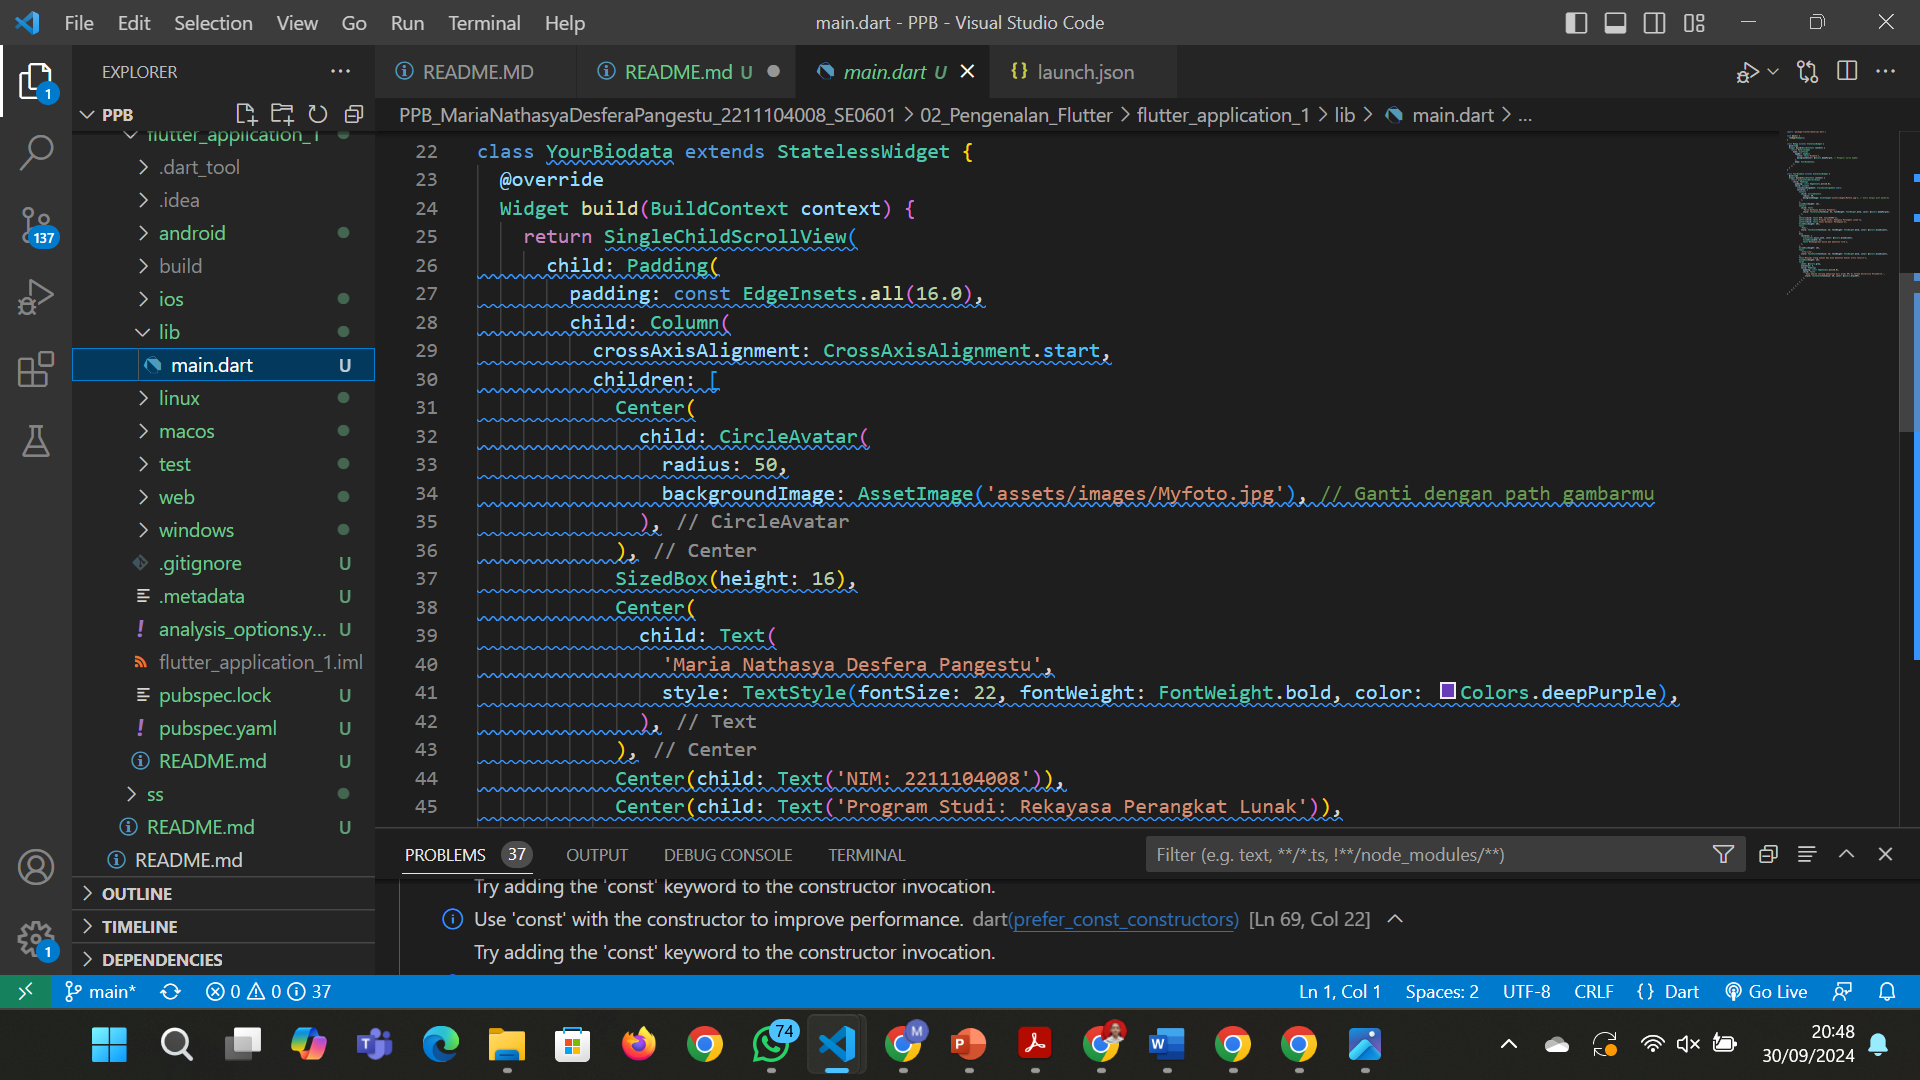 File Edit Selection View Go Run Terminal Help
main.dart - PPB - Visual Studio Code
EXPLORER
README.MD
README.md U
main.dart U
launch.json
1
PPB
PPB_MariaNathasyaDesferaPangestu_2211104008_SE0601 > 02_Pengenalan_Flutter > flutter_application_1 > lib > main.dart > ...
flutter_application_1
.dart_tool
.idea
android
build
ios
lib
main.dart U
linux
macos
test
web
windows
.gitignore U
.metadata U
analysis_options.y... U
flutter_application_1.iml
pubspec.lock U
pubspec.yaml U
README.md U
ss
README.md U
README.md
OUTLINE
TIMELINE
DEPENDENCIES
137
1
22 class YourBiodata extends StatelessWidget {
23 @override
24 Widget build(BuildContext context) {
25 return SingleChildScrollView(
26 child: Padding(
27 padding: const EdgeInsets.all(16.0),
28 child: Column(
29 crossAxisAlignment: CrossAxisAlignment.start,
30 children: [
31 Center(
32 child: CircleAvatar(
33 radius: 50,
34 backgroundImage: AssetImage('assets/images/Myfoto.jpg'), // Ganti dengan path gambarmu
35 ), // CircleAvatar
36 ), // Center
37 SizedBox(height: 16),
38 Center(
39 child: Text(
40 'Maria Nathasya Desfera Pangestu',
41 style: TextStyle(fontSize: 22, fontWeight: FontWeight.bold, color: Colors.deepPurple),
42 ), // Text
43 ), // Center
44 Center(child: Text('NIM: 2211104008')),
45 Center(child: Text('Program Studi: Rekayasa Perangkat Lunak')),
PROBLEMS 37 OUTPUT DEBUG CONSOLE TERMINAL
Filter (e.g. text, **/*.ts, !**/node_modules/**)
Try adding the 'const' keyword to the constructor invocation.
Use 'const' with the constructor to improve performance. dart(prefer_const_constructors) [Ln 69, Col 22]
Try adding the 'const' keyword to the constructor invocation.
main* 0 0 37
Ln 1, Col 1 Spaces: 2 UTF-8 CRLF {} Dart Go Live
74
M
20:48
30/09/2024